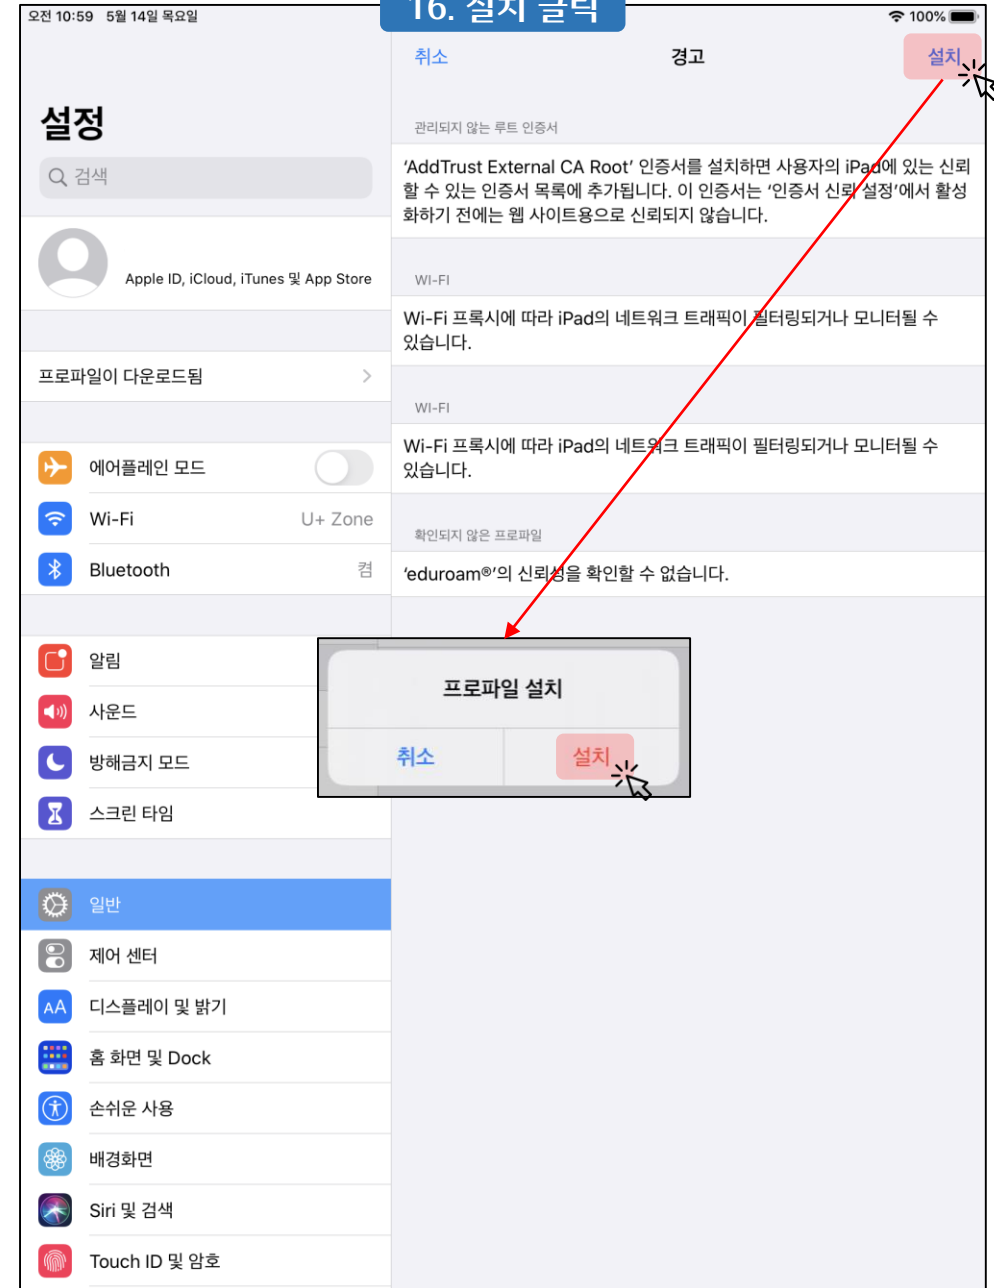 16. 설치 클릭
오전 10:59 5월 14일 목요일
100%
설정
검색
Apple ID, iCloud, iTunes 및 App Store
프로파일이 다운로드됨
에어플레인 모드
Wi-Fi U+ Zone
Bluetooth 켬
알림
사운드
방해금지 모드
스크린 타임
일반
제어 센터
AA 디스플레이 및 밝기
홈 화면 및 Dock
손쉬운 사용
배경화면
Siri 및 검색
Touch ID 및 암호
취소 경고 설치
관리되지 않는 루트 인증서
‘AddTrust External CA Root’ 인증서를 설치하면 사용자의 iPad에 있는 신뢰
할 수 있는 인증서 목록에 추가됩니다. 이 인증서는 ‘인증서 신뢰 설정’에서 활성
화하기 전에는 웹 사이트용으로 신뢰되지 않습니다.
WI-FI
Wi-Fi 프록시에 따라 iPad의 네트워크 트래픽이 필터링되거나 모니터될 수
있습니다.
WI-FI
Wi-Fi 프록시에 따라 iPad의 네트워크 트래픽이 필터링되거나 모니터될 수
있습니다.
확인되지 않은 프로파일
‘eduroam®’의 신뢰성을 확인할 수 없습니다.
프로파일 설치
취소 설치